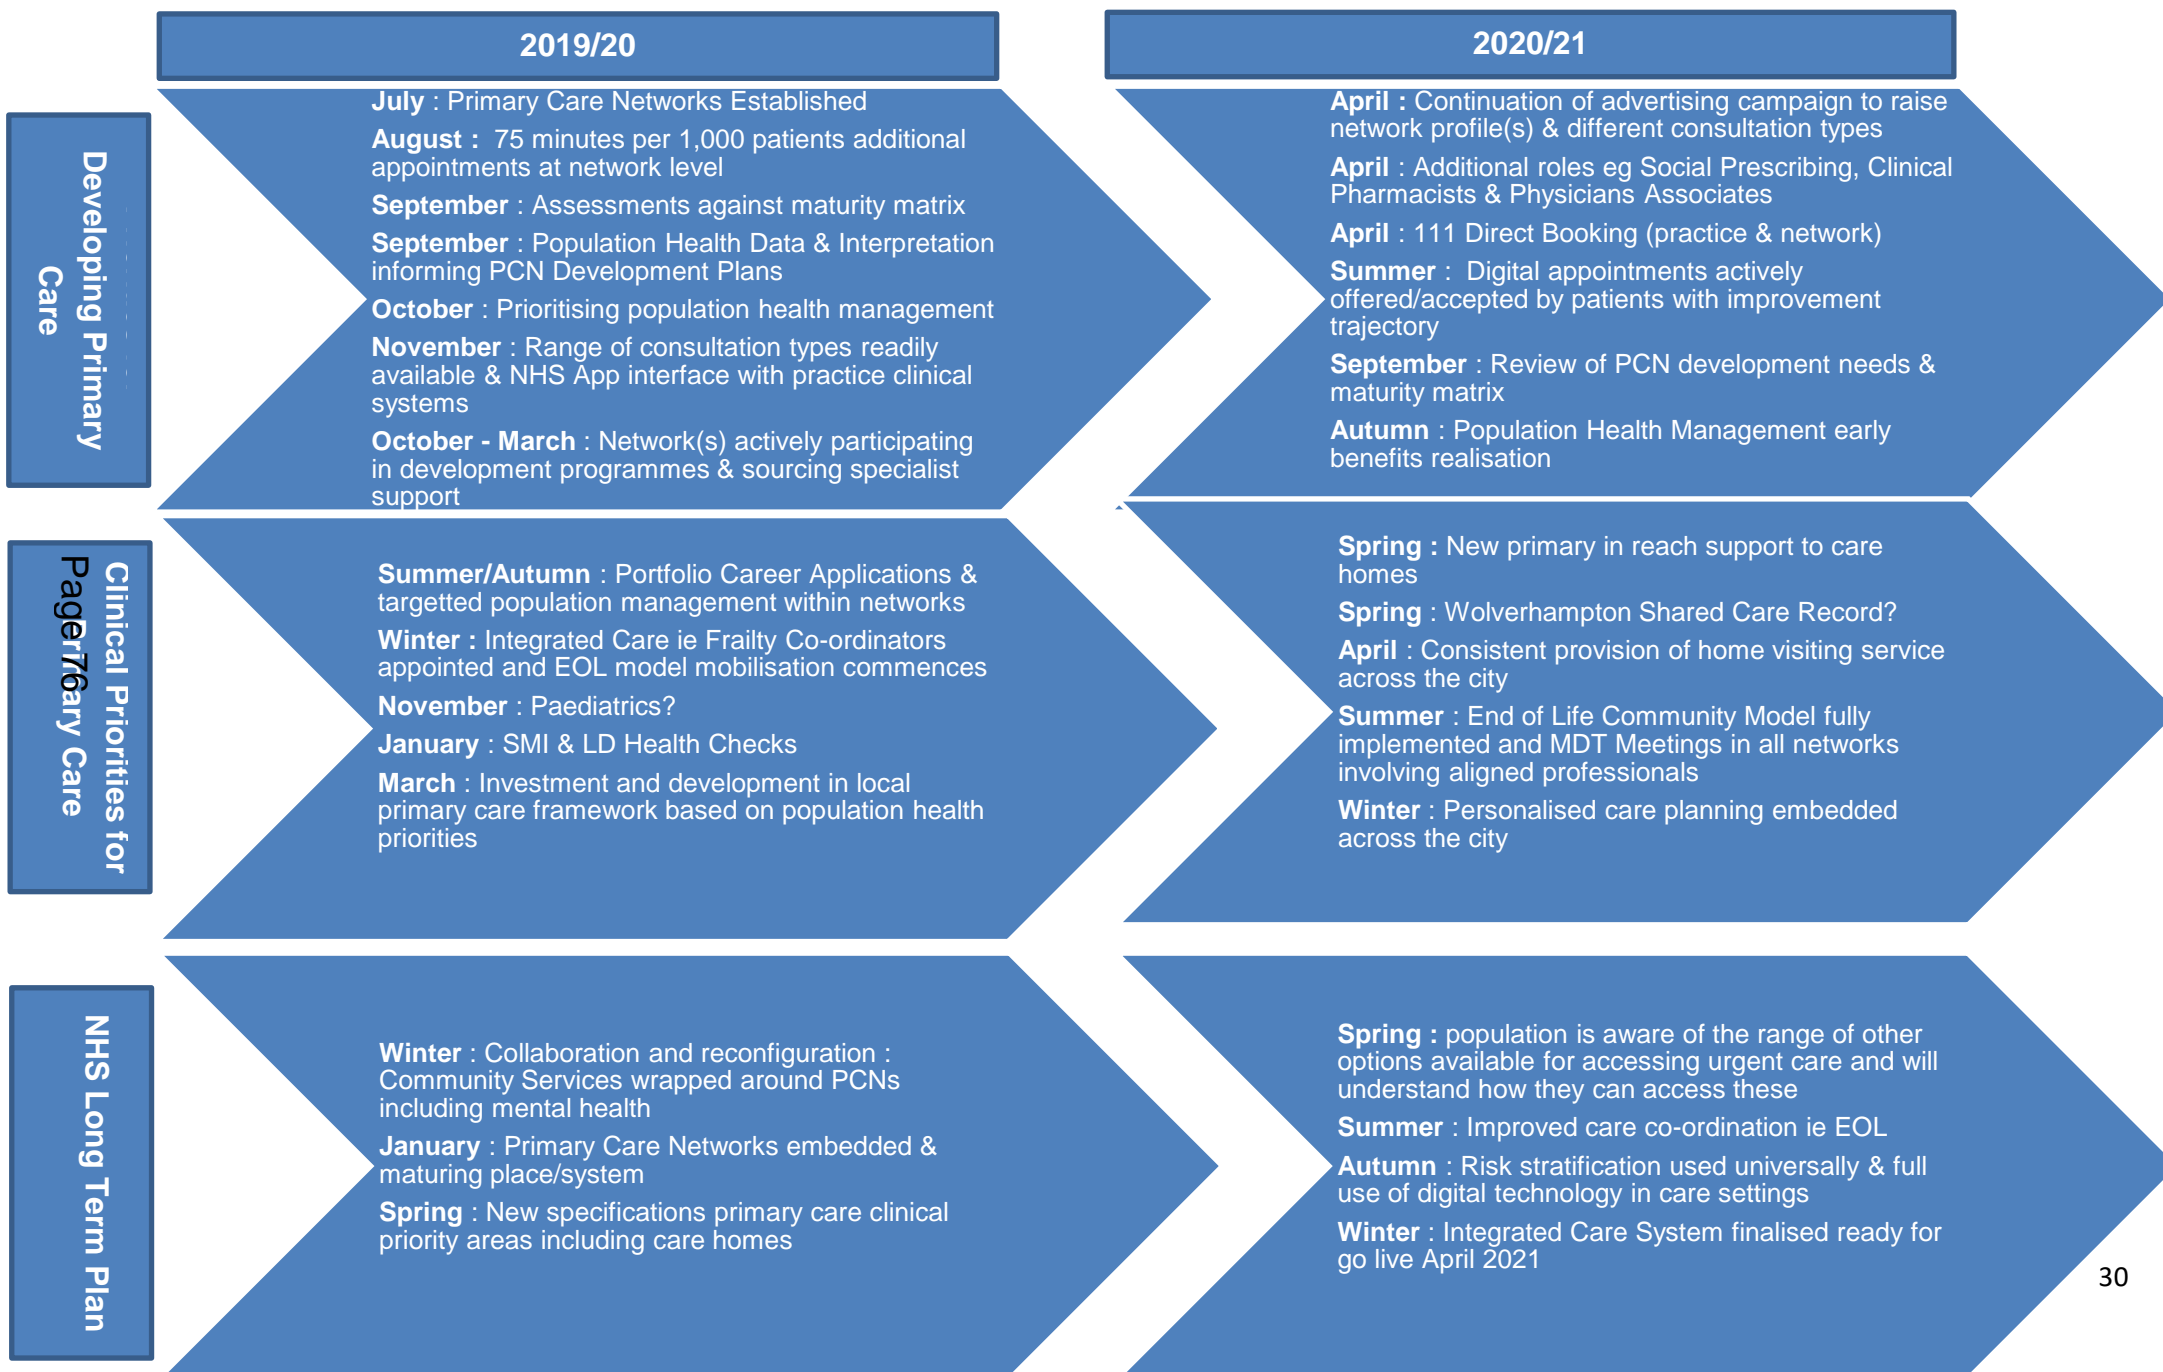 2019/20
2020/21
Developing Primary
Care
July : Primary Care Networks Established
August : 75 minutes per 1,000 patients additional
appointments at network level
September : Assessments against maturity matrix
September : Population Health Data & Interpretation
informing PCN Development Plans
October : Prioritising population health management
November : Range of consultation types readily
available & NHS App interface with practice clinical
systems
October - March : Network(s) actively participating
in development programmes & sourcing specialist
support
April : Continuation of advertising campaign to raise
network profile(s) & different consultation types
April : Additional roles eg Social Prescribing, Clinical
Pharmacists & Physicians Associates
April : 111 Direct Booking (practice & network)
Summer : Digital appointments actively
offered/accepted by patients with improvement
trajectory
September : Review of PCN development needs &
maturity matrix
Autumn : Population Health Management early
benefits realisation
Clinical Priorities for
Primary Care
Page 76
Summer/Autumn : Portfolio Career Applications &
targetted population management within networks
Winter : Integrated Care ie Frailty Co-ordinators
appointed and EOL model mobilisation commences
November : Paediatrics?
January : SMI & LD Health Checks
March : Investment and development in local
primary care framework based on population health
priorities
Spring : New primary in reach support to care
homes
Spring : Wolverhampton Shared Care Record?
April : Consistent provision of home visiting service
across the city
Summer : End of Life Community Model fully
implemented and MDT Meetings in all networks
involving aligned professionals
Winter : Personalised care planning embedded
across the city
NHS Long Term Plan
Winter : Collaboration and reconfiguration :
Community Services wrapped around PCNs
including mental health
January : Primary Care Networks embedded &
maturing place/system
Spring : New specifications primary care clinical
priority areas including care homes
Spring : population is aware of the range of other
options available for accessing urgent care and will
understand how they can access these
Summer : Improved care co-ordination ie EOL
Autumn : Risk stratification used universally & full
use of digital technology in care settings
Winter : Integrated Care System finalised ready for
go live April 2021
30